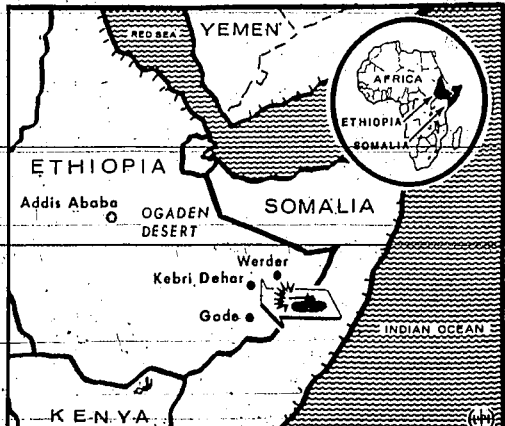 RED SEA
YEMEN
AFRICA
ETHIOPIA
SOMALIA
ETHIOPIA
Addis Ababa
OGADEN
DESERT
SOMALIA
Werder
Kebri Dehar
Gode
INDIAN OCEAN
KENYA
(UPI)